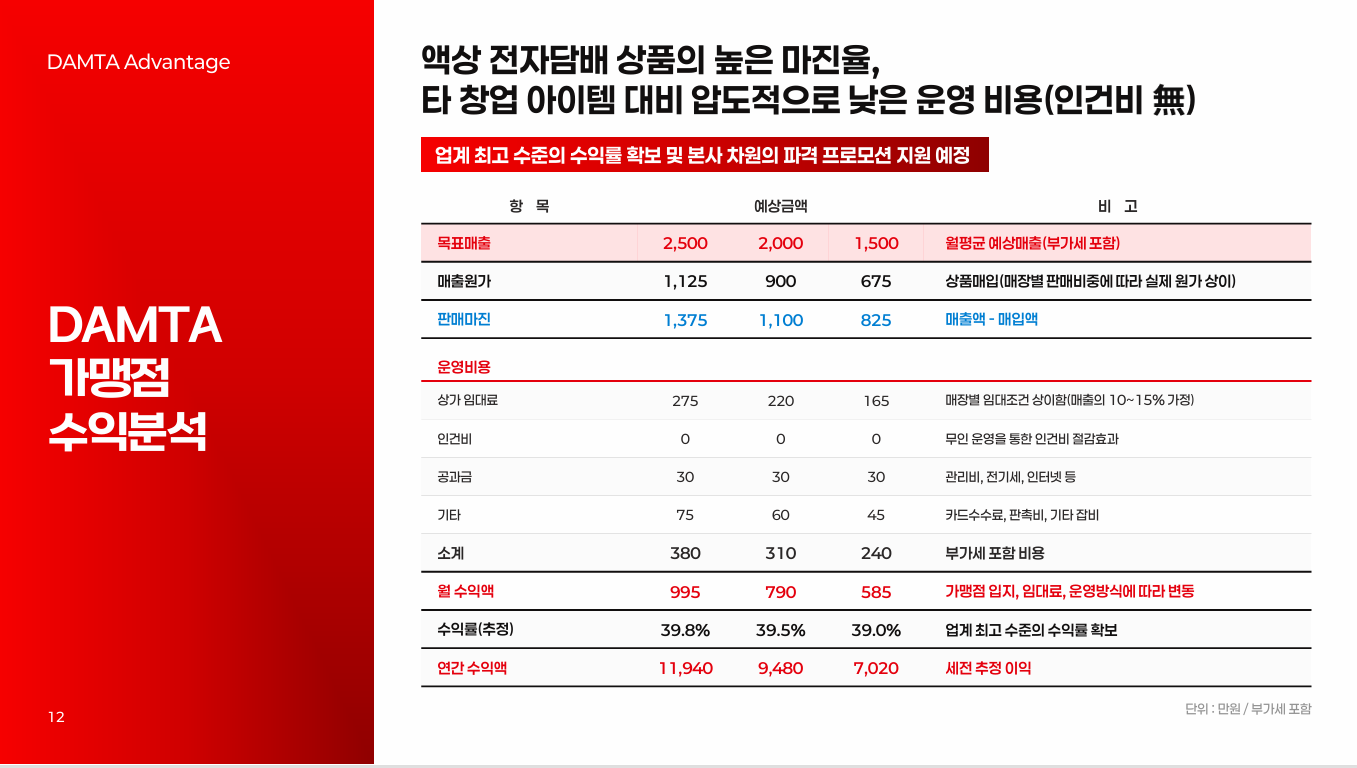 DAMTA Advantage
DAMTA
가맹점
수익분석
12
액상 전자담배 상품의 높은 마진율,
타 창업 아이템 대비 압도적으로 낮은 운영 비용(인건비 無)
업계 최고 수준의 수익률 확보 및 본사 차원의 파격 프로모션 지원 예정
항 목 예상금액 비 고
목표매출 2,500 2,000 1,500 월평균 예상매출(부가세 포함)
매출원가 1,125 900 675 상품매입(매장별 판매비중에 따라 실제 원가 상이)
판매마진 1,375 1,100 825 매출액 - 매입액
운영비용
상가 임대료 275 220 165 매장별 임대조건 상이함(매출의 10~15% 가정)
인건비 0 0 0 무인 운영을 통한 인건비 절감효과
공과금 30 30 30 관리비, 전기세, 인터넷 등
기타 75 60 45 카드수수료, 판촉비, 기타 잡비
소계 380 310 240 부가세 포함 비용
월 수익액 995 790 585 가맹점 입지, 임대료, 운영방식에 따라 변동
수익률(추정) 39.8% 39.5% 39.0% 업계 최고 수준의 수익률 확보
연간 수익액 11,940 9,480 7,020 세전 추정 이익
단위 : 만원 / 부가세 포함